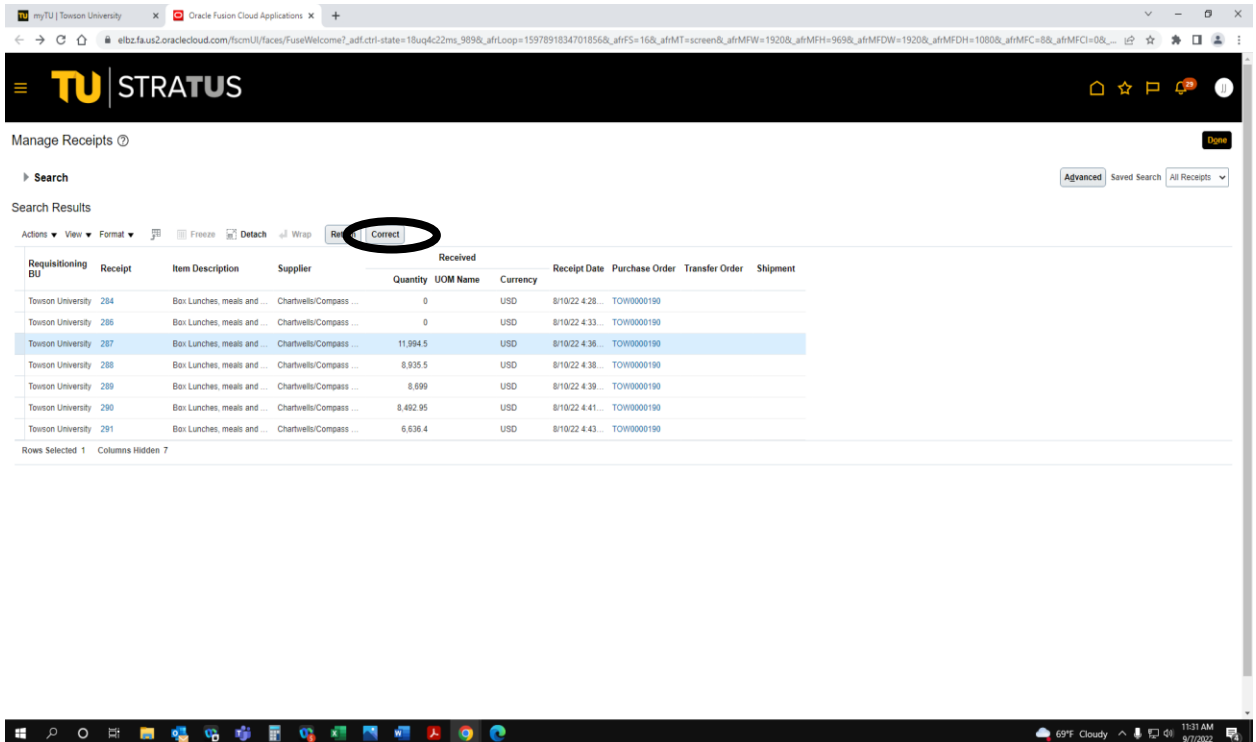 myTU | Towson University Oracle Fusion Cloud Applications
elbz.fa.us2.oraclecloud.com/fscmUI/faces/FuseWelcome?_adf.ctrl-state=18uq4c22ms_989&_afrLoop=1597891834701856&_afrFS=16&_afrMT=screen&_afrMFW=1920&_afrMFH=969&_afrMFDW=1920&_afrMFDH=1080&_afrMFC=8&_afrMFCI=0&_...
TU STRATUS 29 JJ
Manage Receipts Done
Search Advanced Saved Search All Receipts
Search Results
Actions View Format Freeze Detach Wrap Correct
Received
Requisitioning BU Receipt Item Description Supplier Quantity UOM Name Currency Receipt Date Purchase Order Transfer Order Shipment
Towson University 284 Box Lunches, meals and ... Chartwells/Compass ... 0 USD 8/10/22 4:28... TOW0000190
Towson University 286 Box Lunches, meals and ... Chartwells/Compass ... 0 USD 8/10/22 4:33... TOW0000190
Towson University 287 Box Lunches, meals and ... Chartwells/Compass ... 11,994.5 USD 8/10/22 4:36... TOW0000190
Towson University 288 Box Lunches, meals and ... Chartwells/Compass ... 8,935.5 USD 8/10/22 4:38... TOW0000190
Towson University 289 Box Lunches, meals and ... Chartwells/Compass ... 8,699 USD 8/10/22 4:39... TOW0000190
Towson University 290 Box Lunches, meals and ... Chartwells/Compass ... 8,492.95 USD 8/10/22 4:41... TOW0000190
Towson University 291 Box Lunches, meals and ... Chartwells/Compass ... 6,636.4 USD 8/10/22 4:43... TOW0000190
Rows Selected 1 Columns Hidden 7
69°F Cloudy 11:31 AM
9/7/2022